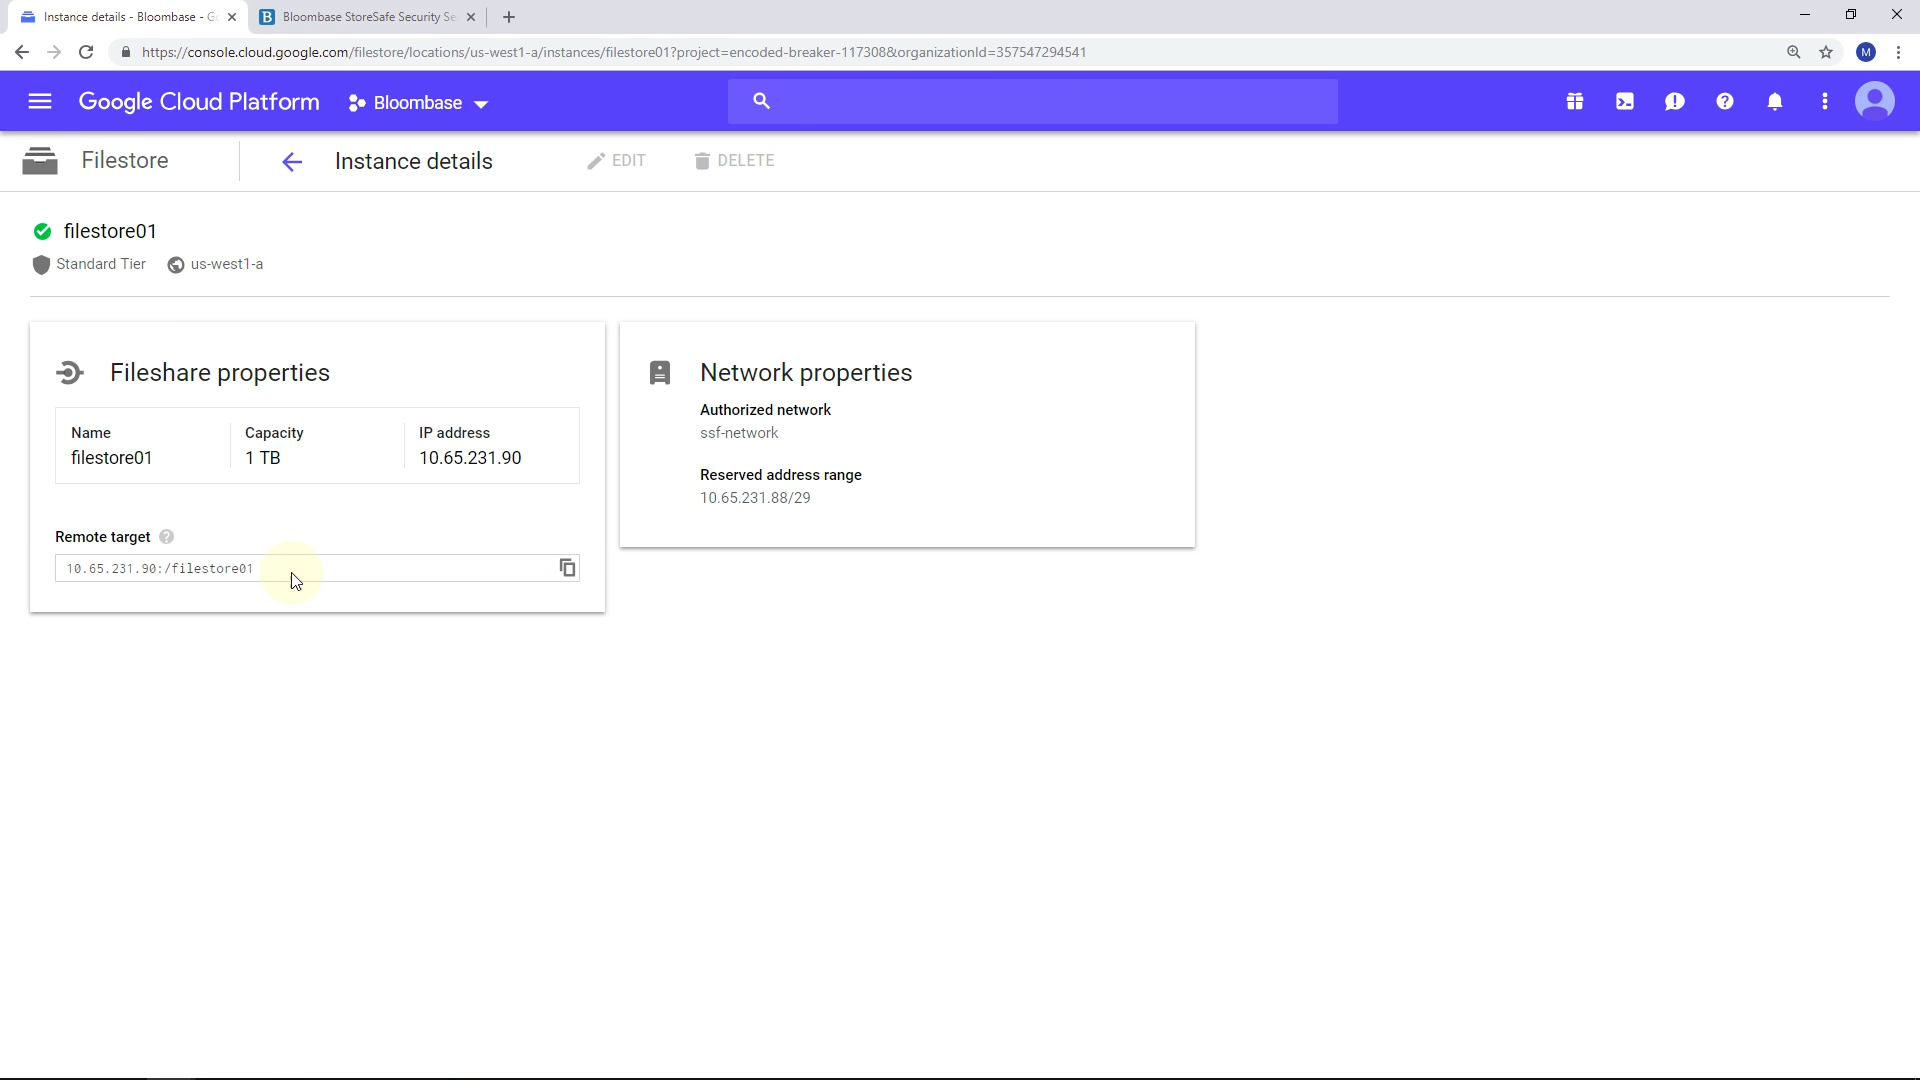 Instance details - Bloombase - G
Bloombase StoreSafe Security Se
https://console.cloud.google.com/filestore/locations/us-west1-a/instances/filestore01?project=encoded-breaker-117308&organizationId=357547294541
M
Google Cloud Platform
Bloombase
Filestore
Instance details
EDIT
DELETE
filestore01
Standard Tier
us-west1-a
Fileshare properties
Name
Capacity
IP address
filestore01
1 TB
10.65.231.90
Remote target
10.65.231.90:/filestore01
Network properties
Authorized network
ssf-network
Reserved address range
10.65.231.88/29